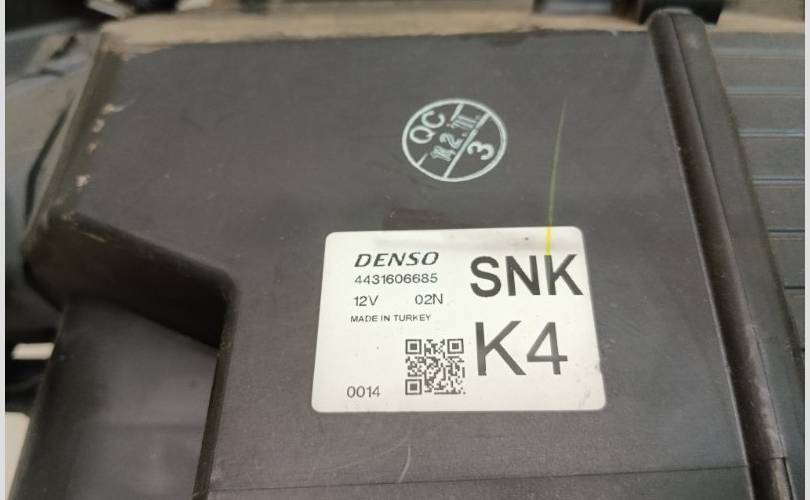 QC
3
DENSO
4431606685
12V 02N
MADE IN TURKEY
SNK
K4
0014